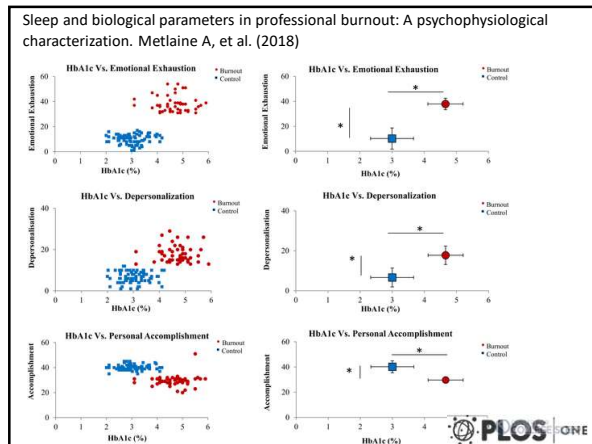 Sleep and biological parameters in professional burnout: A psychophysiological
characterization. Metlaine A, et al. (2018)
HbA1c Vs. Emotional Exhaustion
Burnout
Control
Emotional Exhaustion
60
40
20
0
0 1 2 3 4 5 6
HbA1c (%)
HbA1c Vs. Emotional Exhaustion
Burnout
Control
Emotional Exhaustion
60
40
20
0
*
*
0 1 2 3 4 5 6
HbA1c (%)
HbA1c Vs. Depersonalization
Burnout
Control
Depersonalisation
40
20
0
0 1 2 3 4 5 6
HbA1c (%)
HbA1c Vs. Depersonalization
Burnout
Control
Depersonalisation
40
20
0
*
*
0 1 2 3 4 5 6
HbA1c (%)
HbA1c Vs. Personal Accomplishment
Burnout
Control
Accomplishment
60
40
20
0
0 1 2 3 4 5 6
HbA1c (%)
HbA1c Vs. Personal Accomplishment
Burnout
Control
Accomplishment
60
40
20
0
*
*
0 1 2 3 4
HbA1c (%)
PLOS ONE